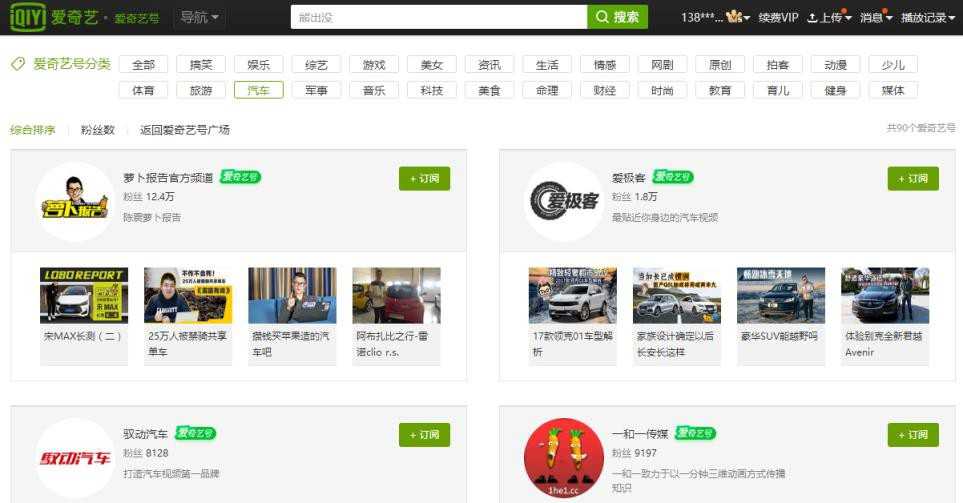 iQIYI 爱奇艺 · 爱奇艺号 导航 熊出没 搜索 138***... 续费VIP 上传 消息 播放记录
爱奇艺号分类 全部 搞笑 娱乐 综艺 游戏 美女 资讯 生活 情感 网剧 原创 拍客 动漫 少儿
体育 旅游 汽车 军事 音乐 科技 美食 命理 财经 时尚 教育 育儿 健身 媒体
综合排序 粉丝数 返回爱奇艺号广场 共90个爱奇艺号
萝卜报告官方频道 爱奇艺号 + 订阅
粉丝 12.4万
陈震萝卜报告
萝卜报告
爱极客 爱奇艺号 + 订阅
粉丝 1.8万
最贴近你身边的汽车视频
爱极客
LOBO REPORT
宋MAX长测（二）
25万人被禁骑共享
单车
攒钱买苹果造的汽
车吧
阿布扎比之行-雷
诺clio r.s.
17款领克01车型解
析
家族设计确定以后
长安长这样
豪华SUV能越野吗
体验别克全新君越
Avenir
驭动汽车 爱奇艺号 + 订阅
粉丝 8128
打造汽车视频第一品牌
驭动汽车
一和一传媒 爱奇艺号 + 订阅
粉丝 9197
一和一致力于以一分钟三维动画方式传播
知识
1he1.cc